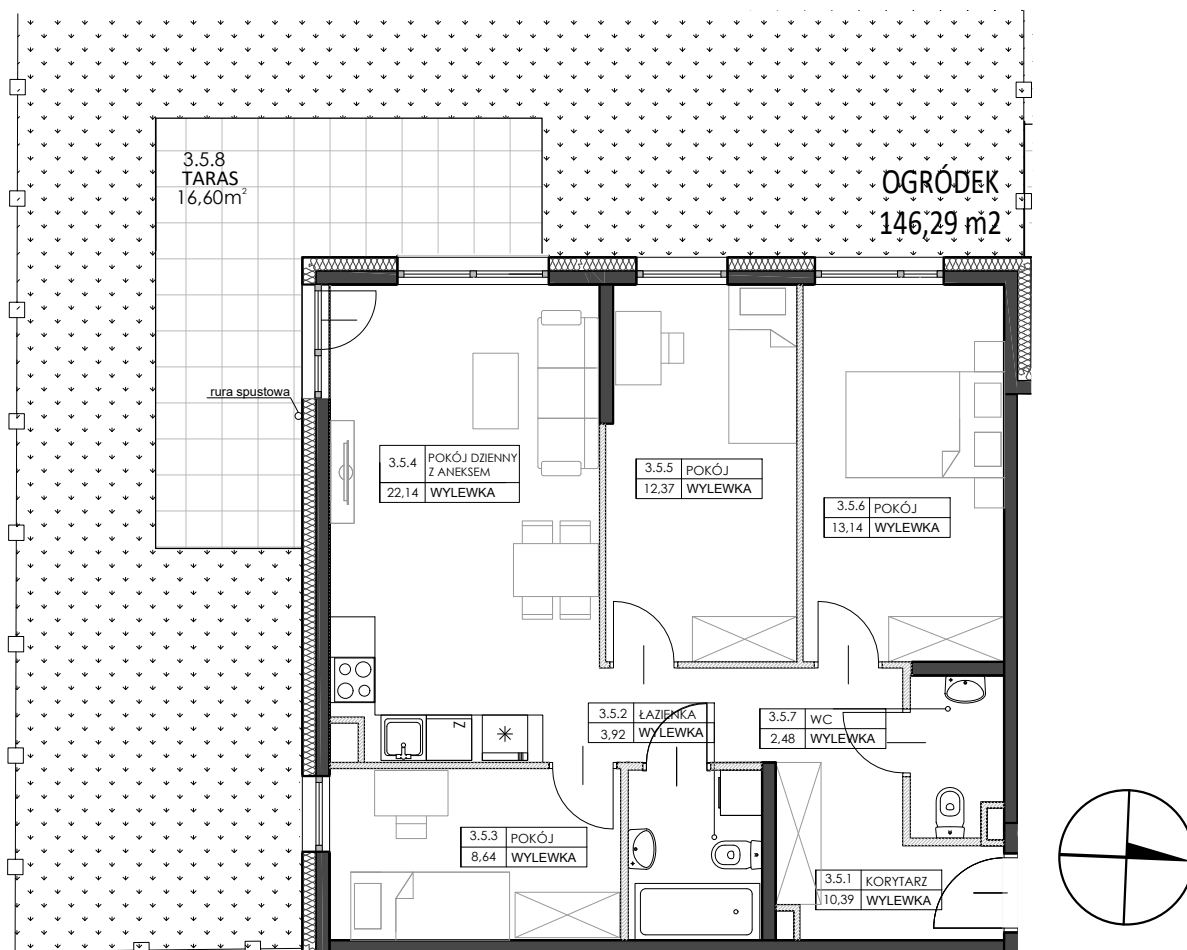 3.5.8
TARAS
16,60m²
OGRÓDEK
146,29 m2
rura spustowa
3.5.4 POKÓJ DZIENNY
Z ANEKSEM
22,14 WYLEWKA
3.5.5 POKÓJ
12,37 WYLEWKA
3.5.6 POKÓJ
13,14 WYLEWKA
3.5.2 ŁAZIENKA
3,92 WYLEWKA
3.5.7 WC
2,48 WYLEWKA
Z
3.5.3 POKÓJ
8,64 WYLEWKA
3.5.1 KORYTARZ
10,39 WYLEWKA